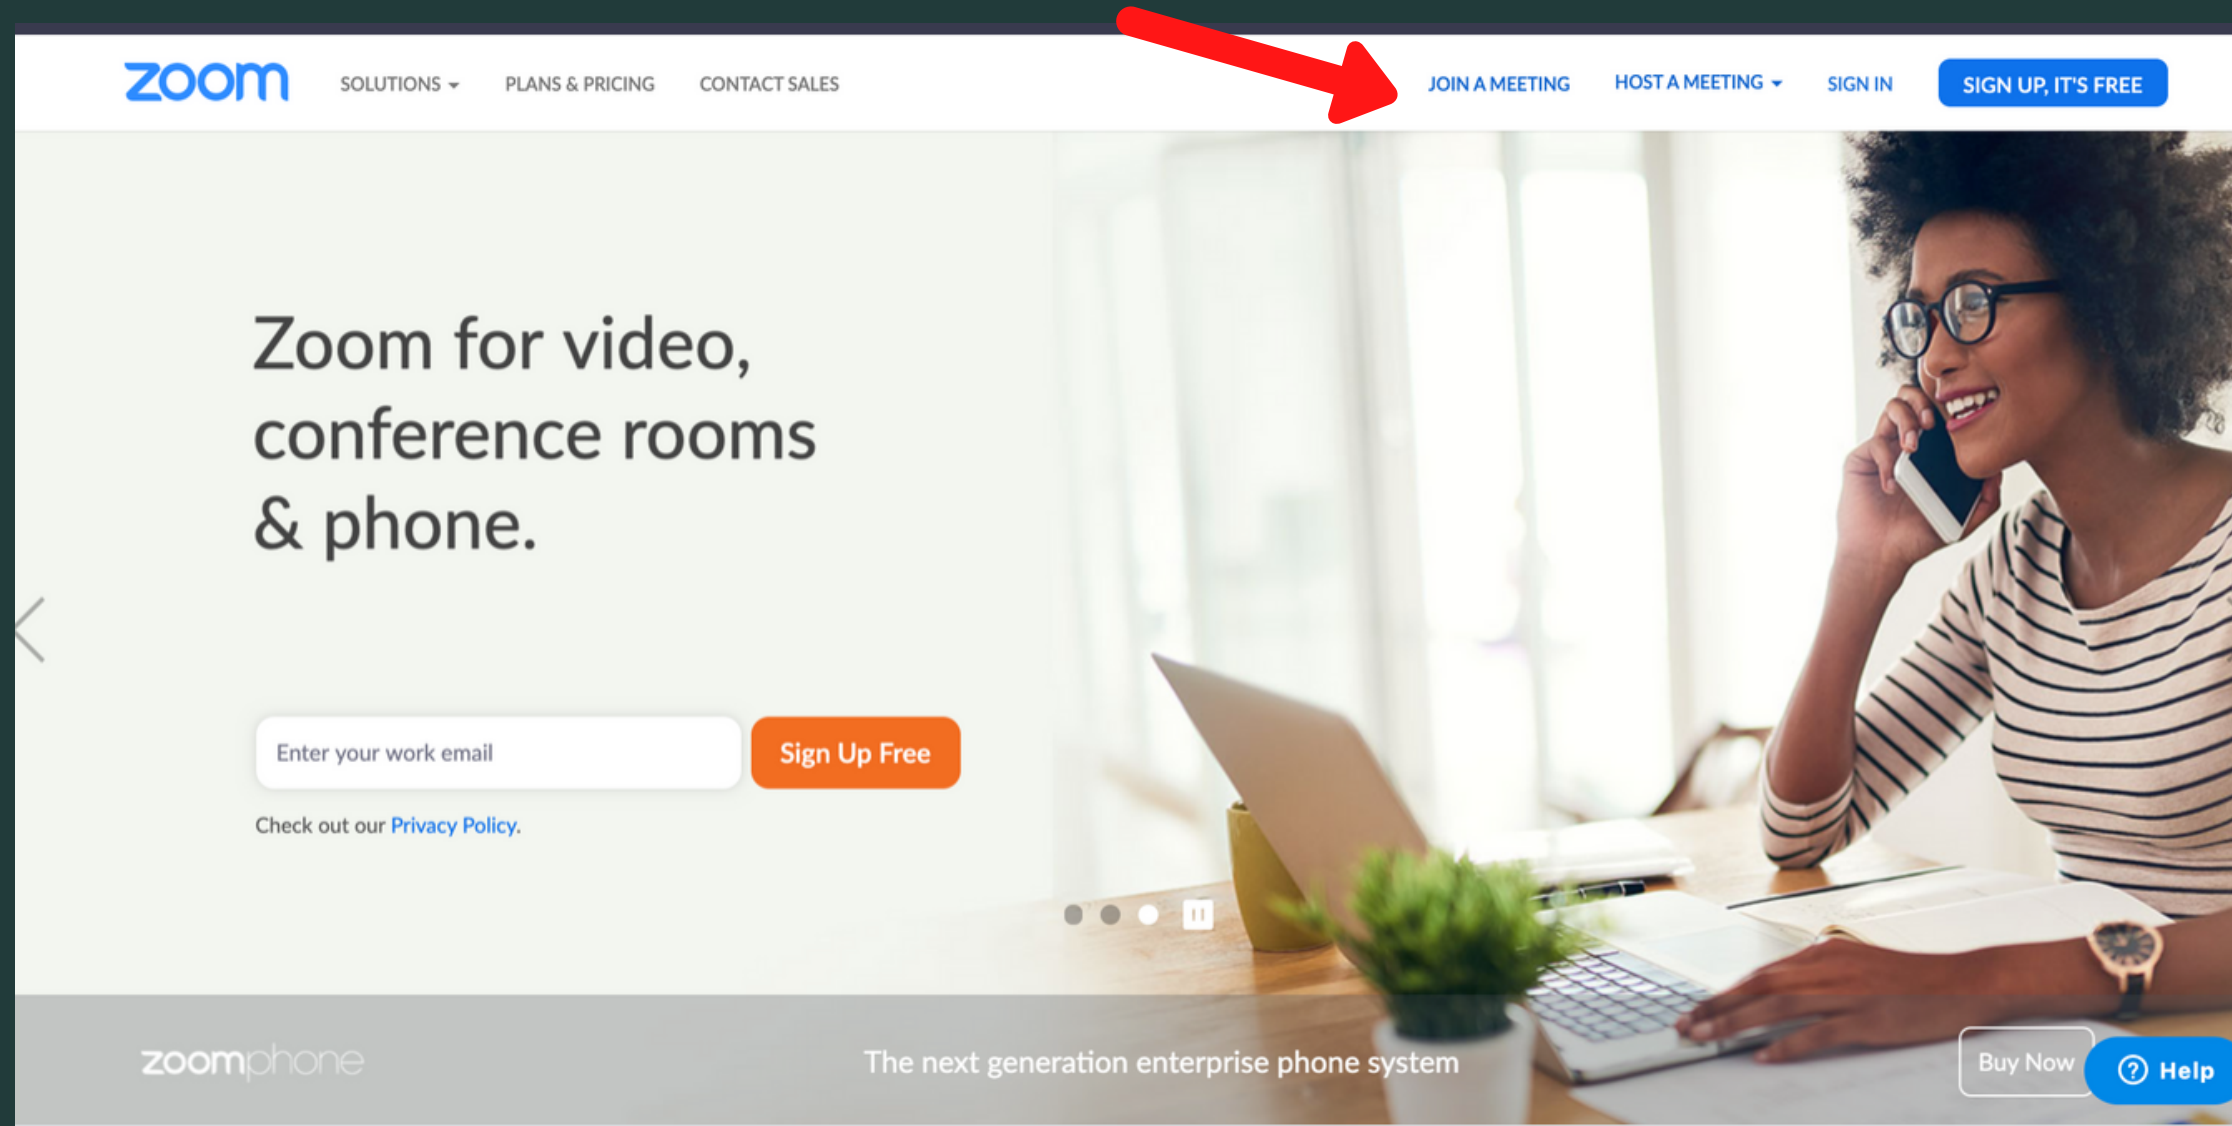 zoom
SOLUTIONS
PLANS & PRICING
CONTACT SALES
JOIN A MEETING
HOST A MEETING
SIGN IN
SIGN UP, IT'S FREE
Zoom for video,
conference rooms
& phone.
Enter your work email
Sign Up Free
Check out our Privacy Policy.
zoomphone
The next generation enterprise phone system
Buy Now
Help